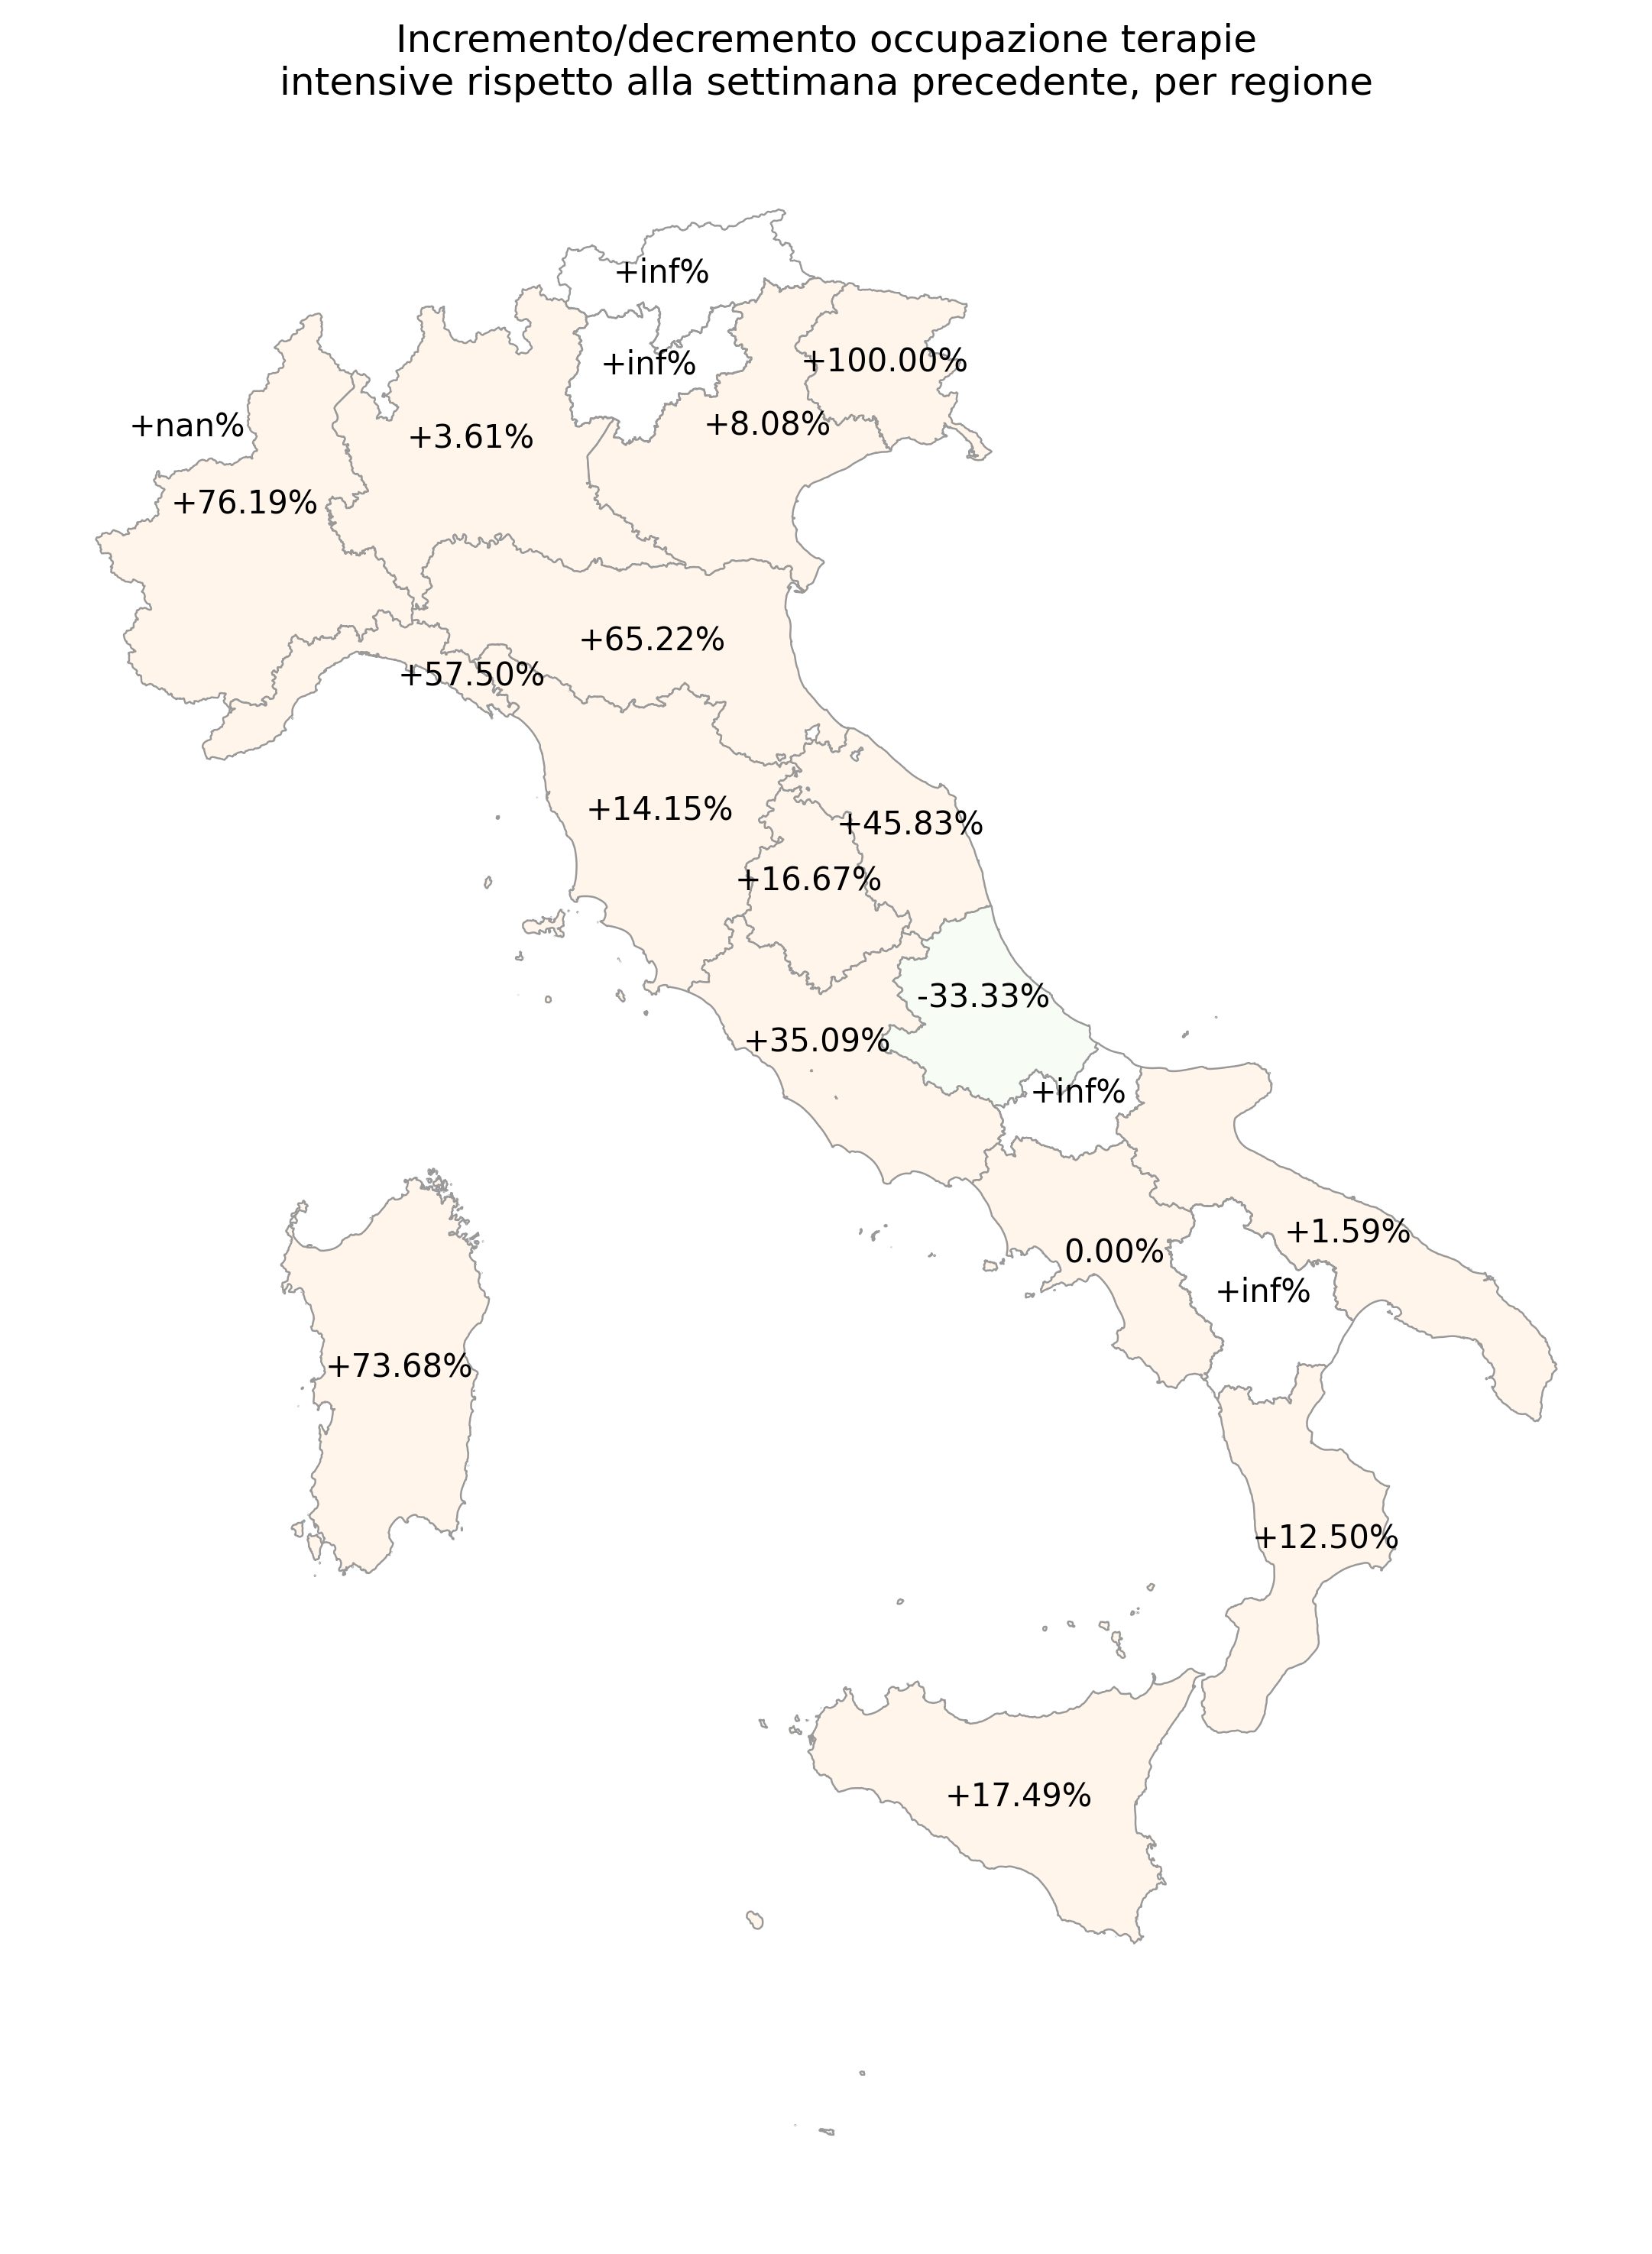 Incremento/decremento occupazione terapie
intensive rispetto alla settimana precedente, per regione
+inf%
+inf%
+100.00%
+nan%
+3.61%
+8.08%
+76.19%
+65.22%
+57.50%
+14.15%
+45.83%
+16.67%
-33.33%
+35.09%
+inf%
+1.59%
0.00%
+inf%
+73.68%
+12.50%
+17.49%